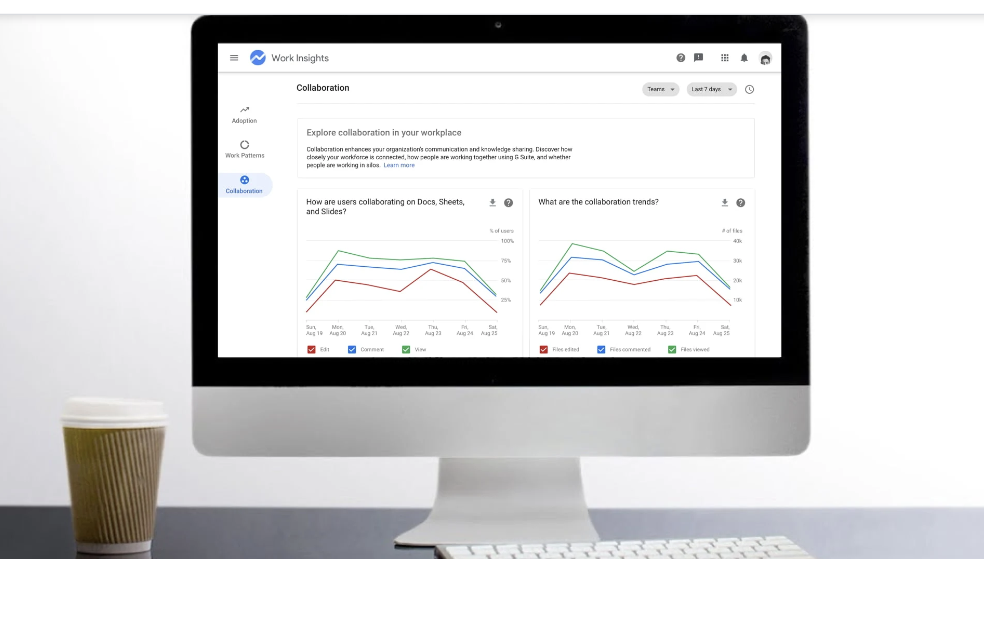 Work Insights
Collaboration
Teams
Last 7 days
Adoption
Work Patterns
Collaboration
Explore collaboration in your workplace
Collaboration enhances your organization's communication and knowledge sharing. Discover how
closely your workforce is connected, how people are working together using G Suite, and whether
people are working in silos. Learn more
How are users collaborating on Docs, Sheets,
and Slides?
% of users
100%
75%
50%
25%
Sun, Mon, Tue, Wed, Thu, Fri, Sat,
Aug 19 Aug 20 Aug 21 Aug 22 Aug 23 Aug 24 Aug 25
Edit Comment View
What are the collaboration trends?
# of files
40k
30k
20k
10k
Sun, Mon, Tue, Wed, Thu, Fri, Sat,
Aug 19 Aug 20 Aug 21 Aug 22 Aug 23 Aug 24 Aug 25
Files edited Files commented Files viewed